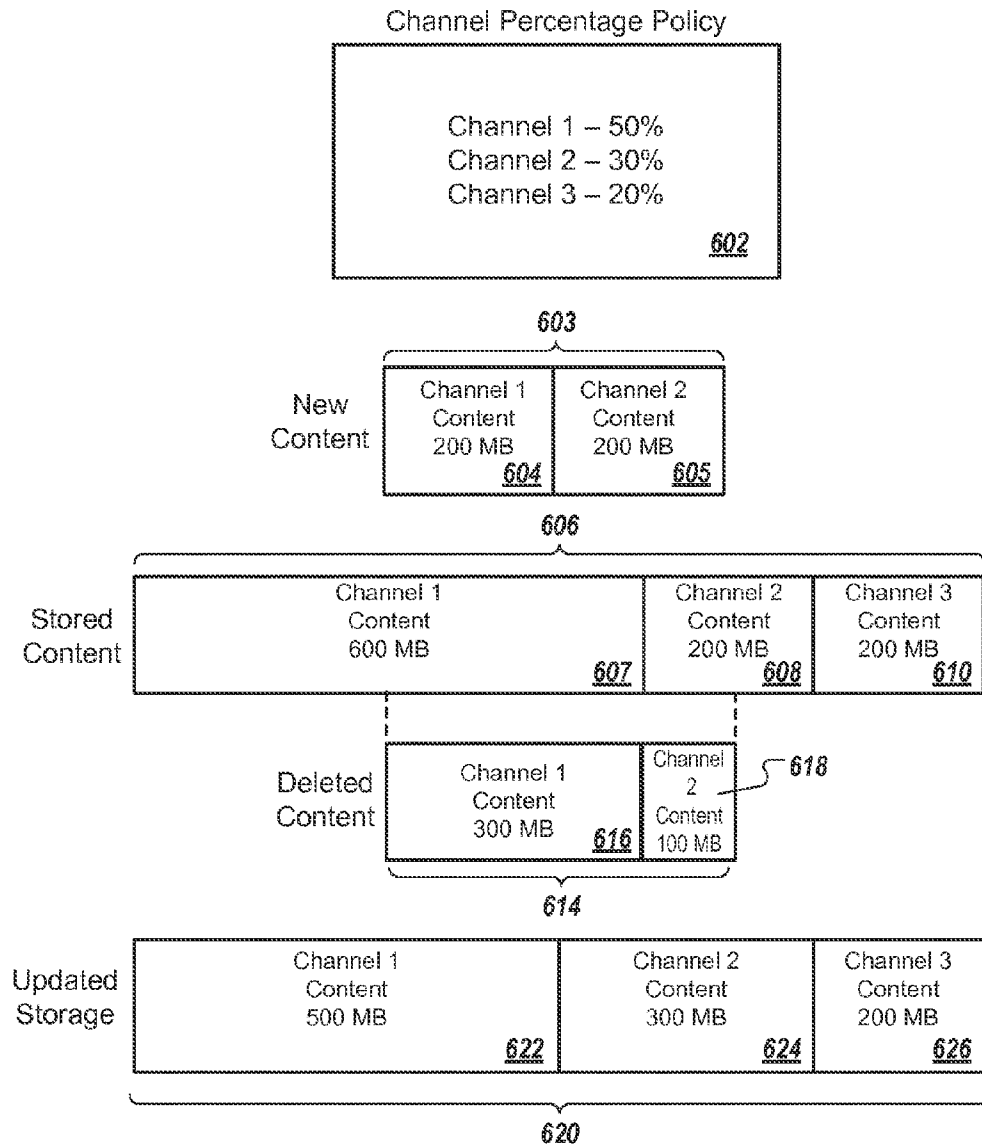 Channel Percentage Policy
Channel 1 – 50%
Channel 2 – 30%
Channel 3 – 20%
602
603
New
Content
Channel 1
Content
200 MB
604
Channel 2
Content
200 MB
605
606
Stored
Content
Channel 1
Content
600 MB
607
Channel 2
Content
200 MB
608
Channel 3
Content
200 MB
610
Deleted
Content
Channel 1
Content
300 MB
616
Channel
2
Content
100 MB
618
614
Updated
Storage
Channel 1
Content
500 MB
622
Channel 2
Content
300 MB
624
Channel 3
Content
200 MB
626
620